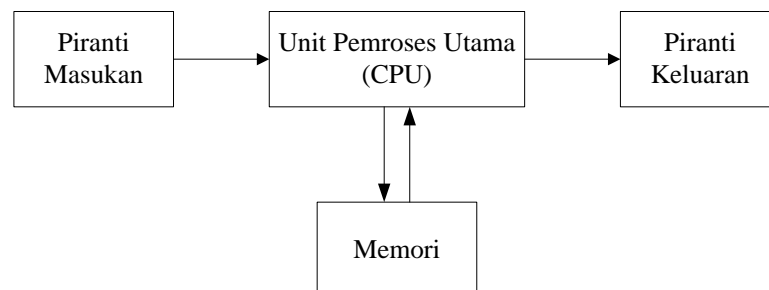 Piranti
Masukan
Unit Pemroses Utama
(CPU)
Piranti
Keluaran
Memori